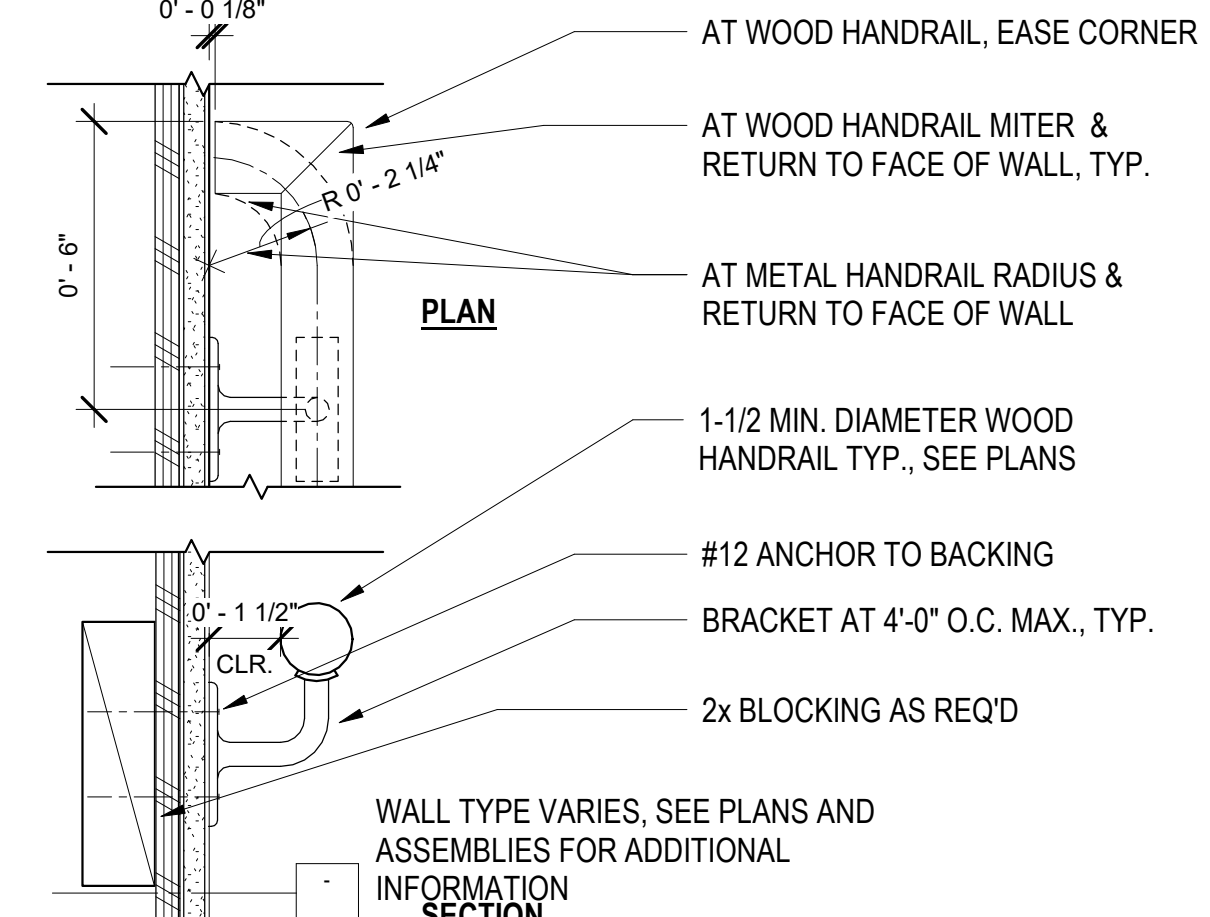 0' - 0 1/8"
AT WOOD HANDRAIL, EASE CORNER
AT WOOD HANDRAIL MITER &
RETURN TO FACE OF WALL, TYP.
R 0' - 2 1/4"
0' - 6"
AT METAL HANDRAIL RADIUS &
RETURN TO FACE OF WALL
PLAN
1-1/2 MIN. DIAMETER WOOD
HANDRAIL TYP., SEE PLANS
#12 ANCHOR TO BACKING
0' - 1 1/2"
CLR.
BRACKET AT 4'-0" O.C. MAX., TYP.
2x BLOCKING AS REQ'D
WALL TYPE VARIES, SEE PLANS AND
ASSEMBLIES FOR ADDITIONAL
INFORMATION
-
SECTION